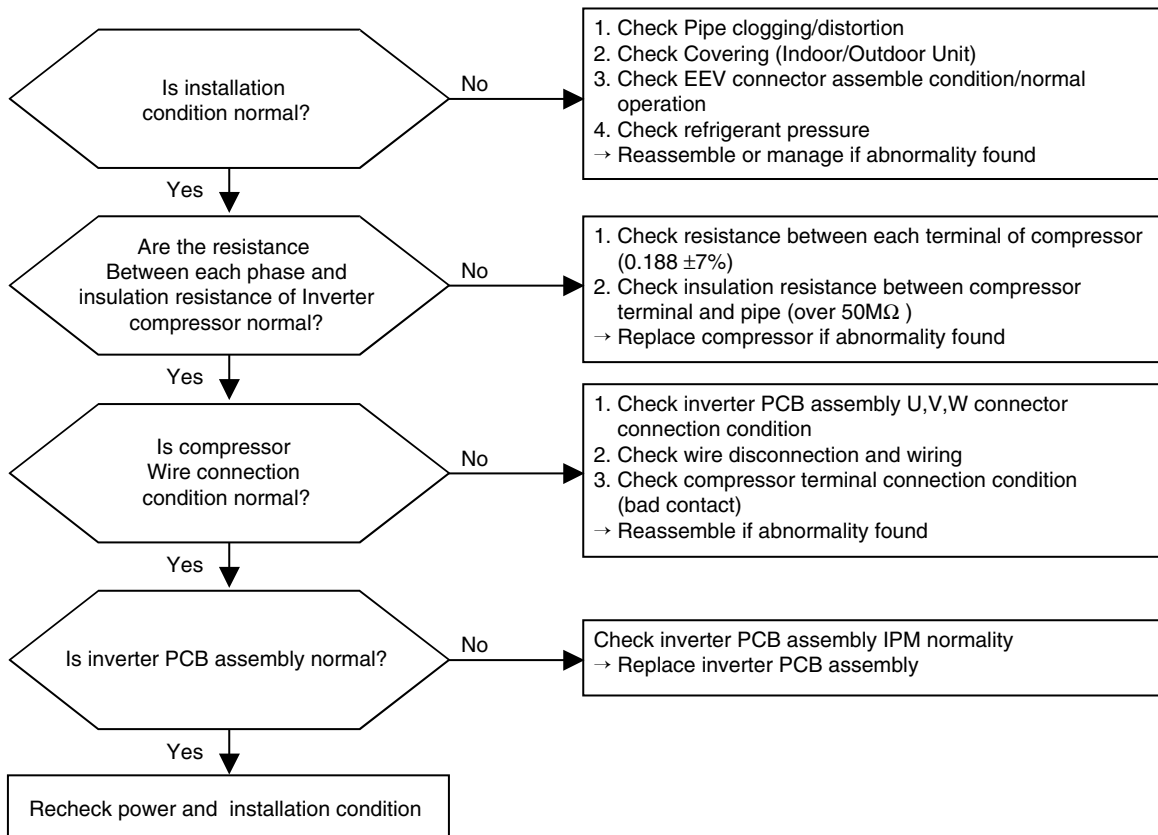 Is installation
condition normal?
No
1. Check Pipe clogging/distortion
2. Check Covering (Indoor/Outdoor Unit)
3. Check EEV connector assemble condition/normal
operation
4. Check refrigerant pressure
→ Reassemble or manage if abnormality found
Yes
Are the resistance
Between each phase and
insulation resistance of Inverter
compressor normal?
No
1. Check resistance between each terminal of compressor
(0.188 ±7%)
2. Check insulation resistance between compressor
terminal and pipe (over 50MΩ )
→ Replace compressor if abnormality found
Yes
Is compressor
Wire connection
condition normal?
No
1. Check inverter PCB assembly U,V,W connector
connection condition
2. Check wire disconnection and wiring
3. Check compressor terminal connection condition
(bad contact)
→ Reassemble if abnormality found
Yes
Is inverter PCB assembly normal?
No
Check inverter PCB assembly IPM normality
→ Replace inverter PCB assembly
Yes
Recheck power and installation condition